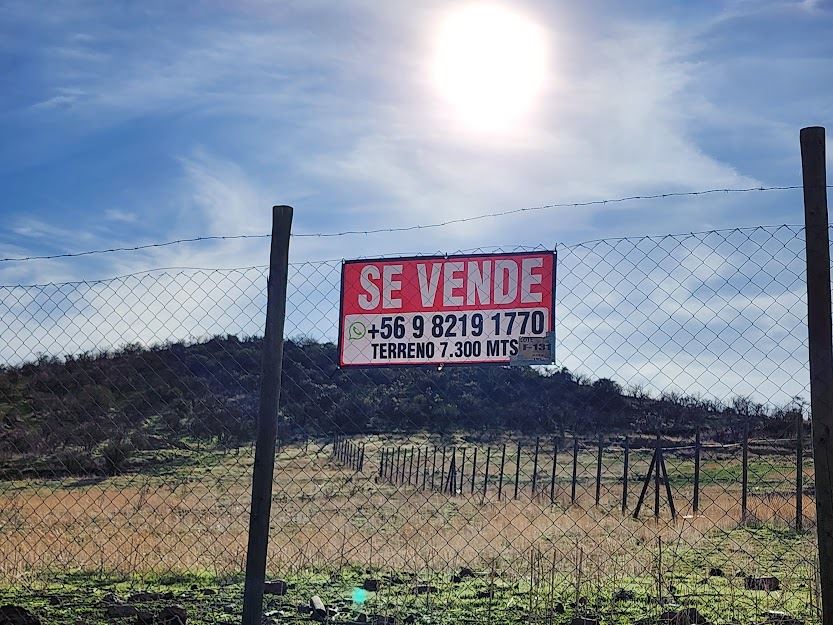 SE VENDE
+56 9 8219 1770
TERRENO 7.300 MTS